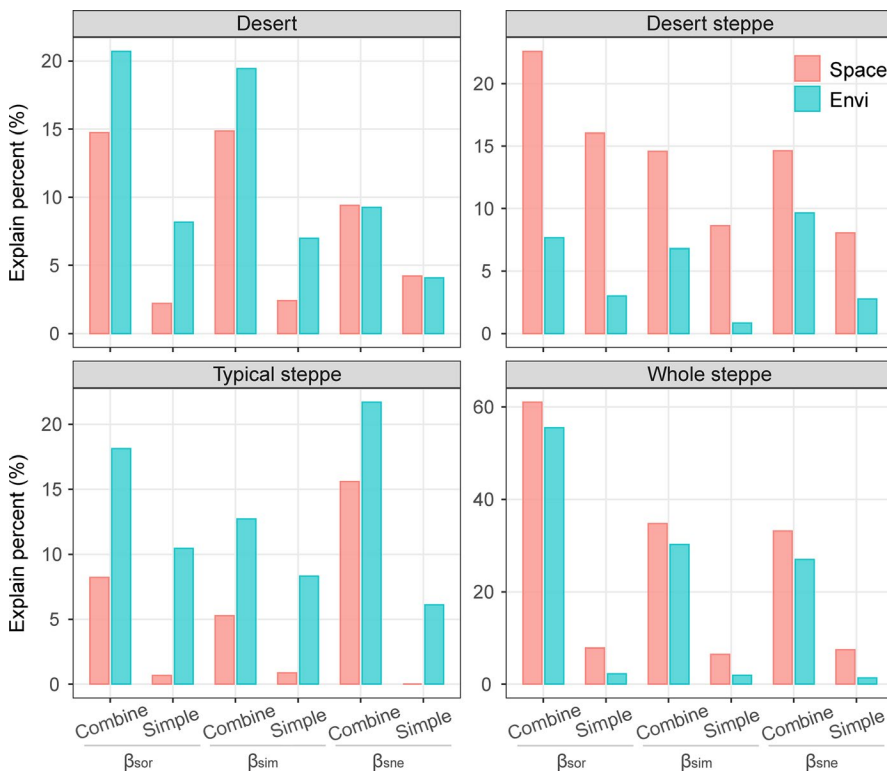 Desert
Desert steppe
Explain percent (%)
20
15
10
5
0
20
15
10
5
0
Space
Envi
Typical steppe
Whole steppe
Explain percent (%)
20
15
10
5
0
60
40
20
0
Combine Simple Combine Simple Combine Simple
βsor βsim βsne
Combine Simple Combine Simple Combine Simple
βsor βsim βsne